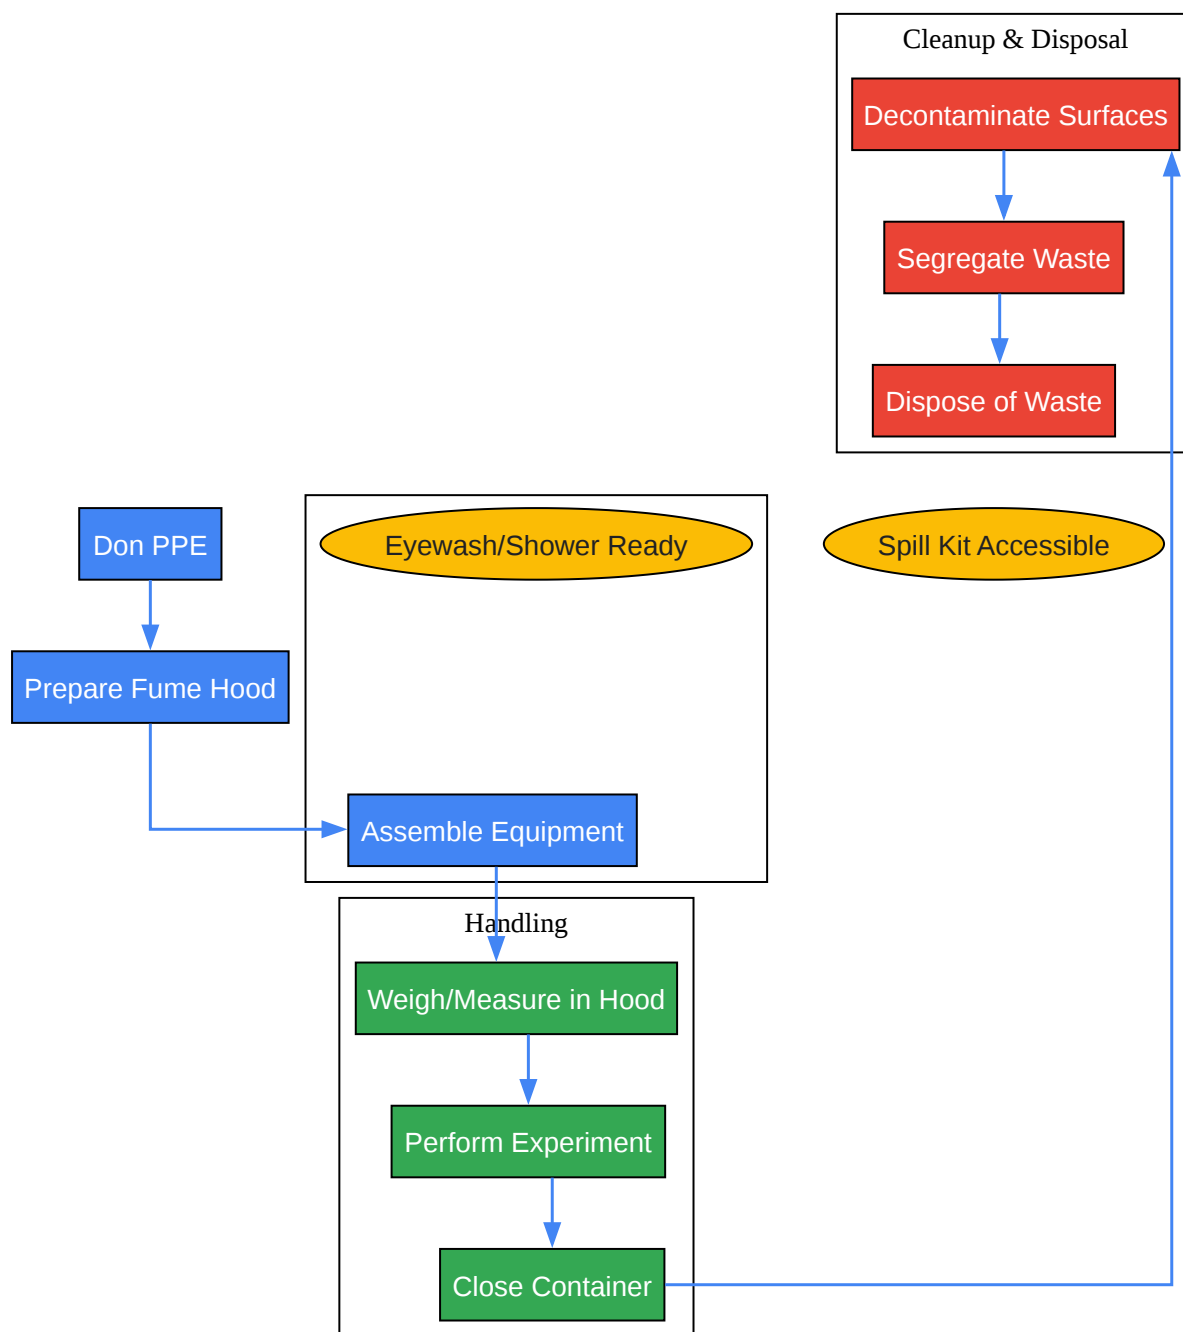 Cleanup & Disposal
Decontaminate Surfaces
Segregate Waste
Dispose of Waste
Don PPE
Eyewash/Shower Ready
Spill Kit Accessible
Prepare Fume Hood
Assemble Equipment
Handling
Weigh/Measure in Hood
Perform Experiment
Close Container